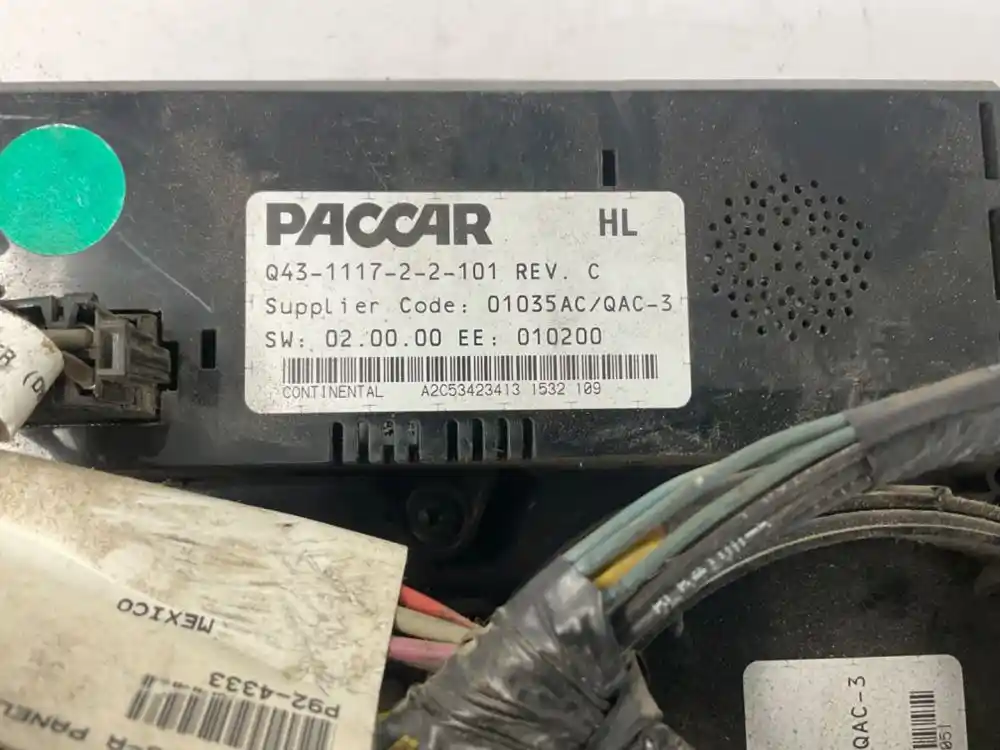 PACCAR HL
Q43-1117-2-2-101 REV. C
Supplier Code: 01035AC/QAC-3
SW: 02.00.00 EE: 010200
CONTINENTAL A2C53423413 1532 109
MEXICO
P92-4333
PANEL
QAC-3